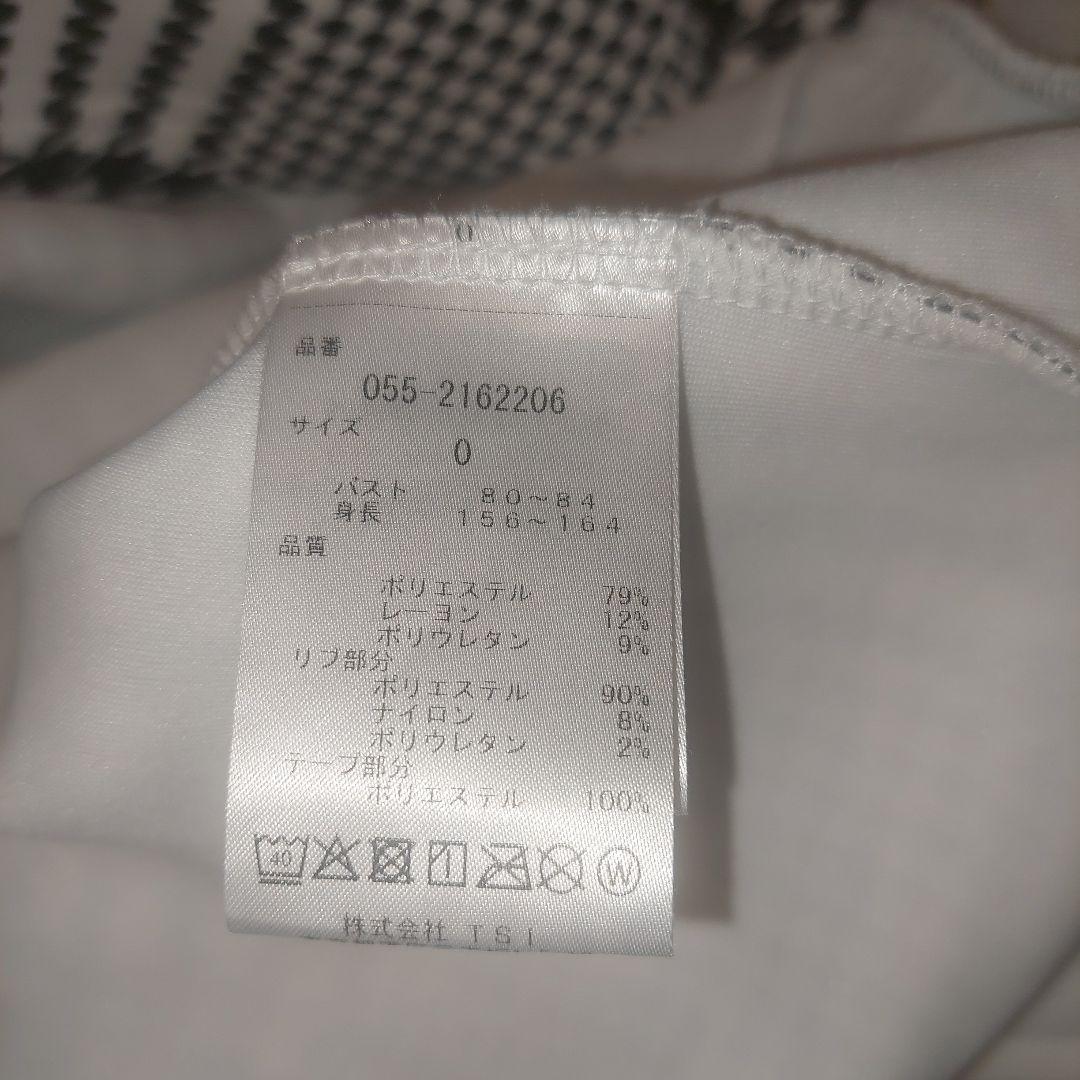 0
品番
055-2162206
サイズ
0
バスト 80~84
身長 156~164
品質
ポリエステル 79%
レーヨン 12%
ポリウレタン 9%
リブ部分
ポリエステル 90%
ナイロン 8%
ポリウレタン 2%
テープ部分
ポリエステル 100%
40 W
株式会社 TSI